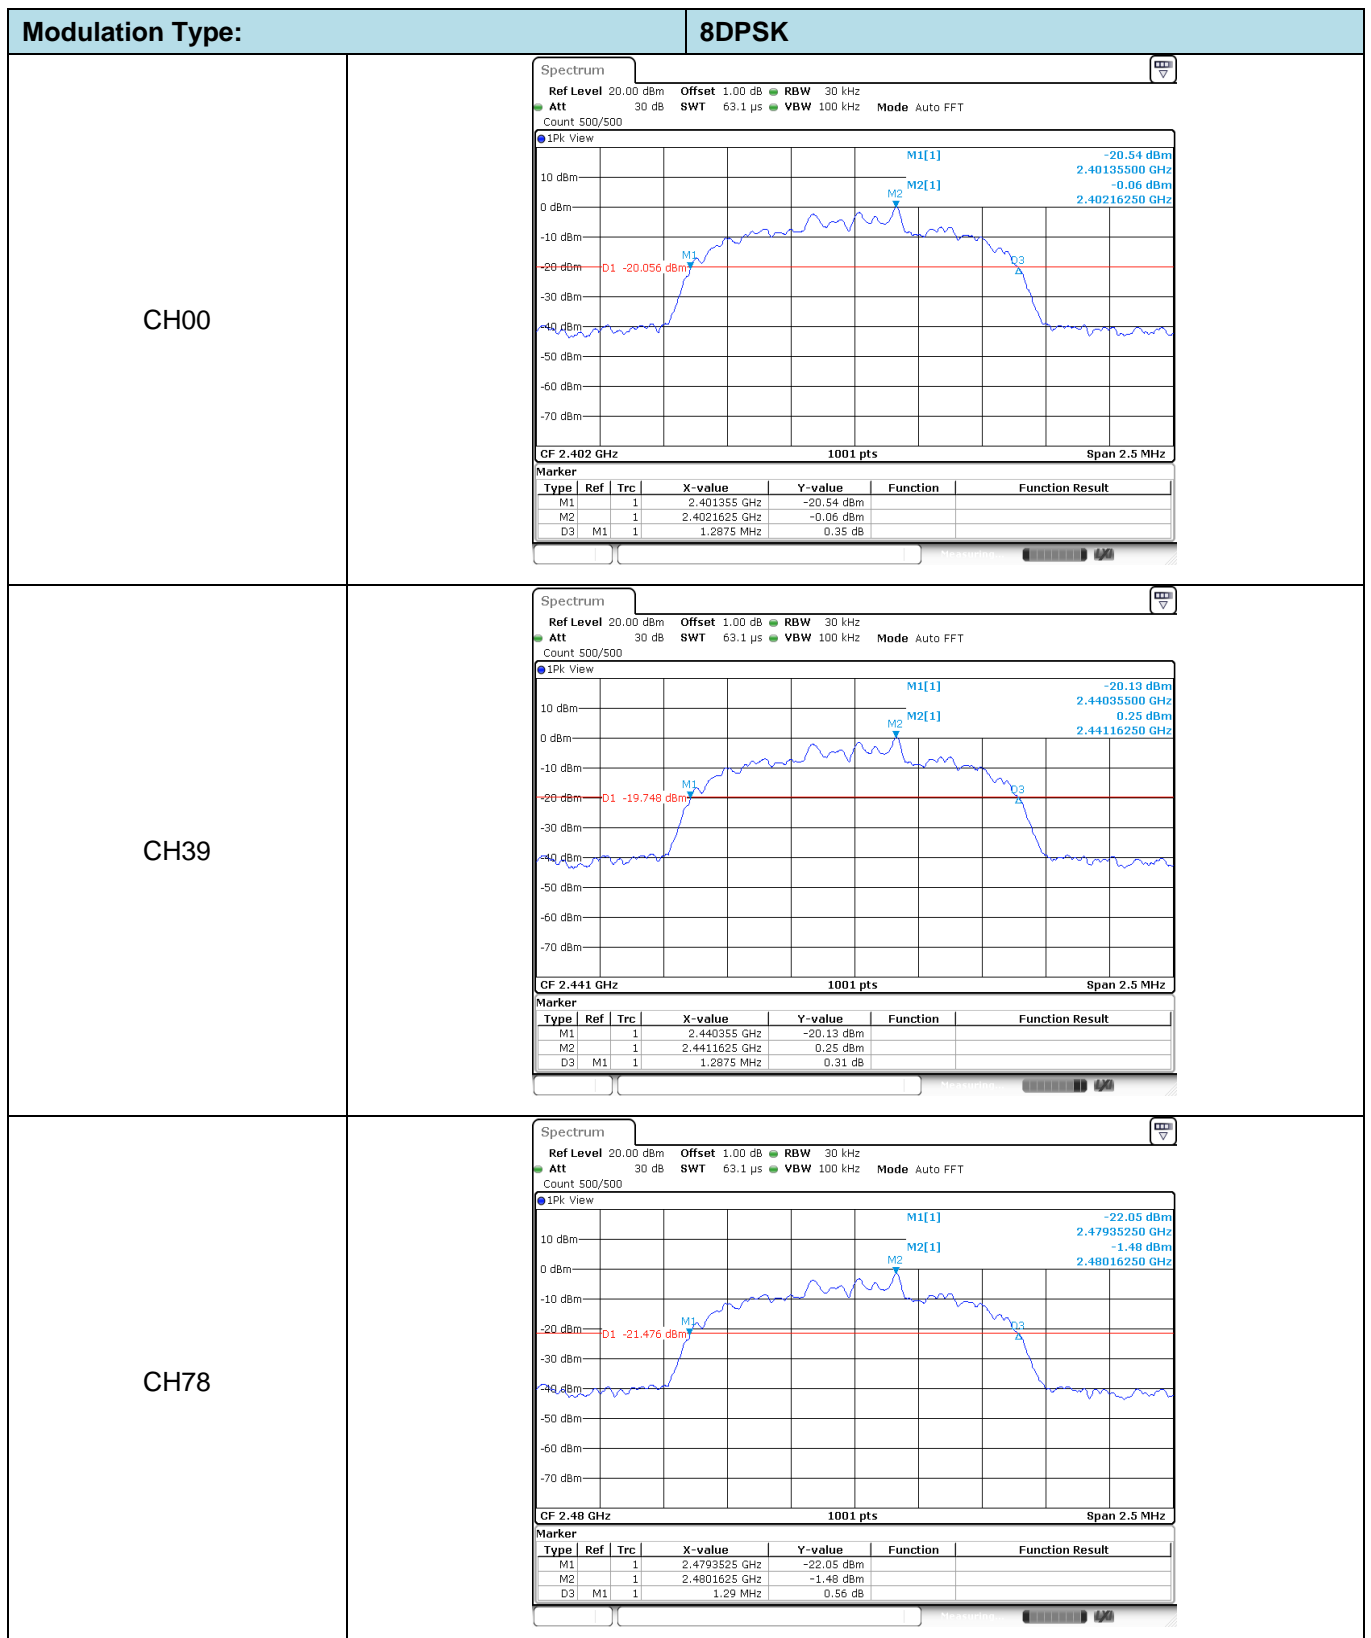 Modulation Type: 8DPSK
CH00
Spectrum
Ref Level 20.00 dBm Offset 1.00 dB RBW 30 kHz
Att 30 dB SWT 63.1 µs VBW 100 kHz Mode Auto FFT
Count 500/500
1Pk View
M1[1] -20.54 dBm
2.40135500 GHz
M2[1] -0.06 dBm
2.40216250 GHz
10 dBm
M2
0 dBm
-10 dBm
M1
D3
-20 dBm D1 -20.056 dBm
-30 dBm
-40 dBm
-50 dBm
-60 dBm
-70 dBm
CF 2.402 GHz 1001 pts Span 2.5 MHz
Marker
Type Ref Trc X-value Y-value Function Function Result
M1 1 2.401355 GHz -20.54 dBm
M2 1 2.4021625 GHz -0.06 dBm
D3 M1 1 1.2875 MHz 0.35 dB
Measuring...
CH39
Spectrum
Ref Level 20.00 dBm Offset 1.00 dB RBW 30 kHz
Att 30 dB SWT 63.1 µs VBW 100 kHz Mode Auto FFT
Count 500/500
1Pk View
M1[1] -20.13 dBm
2.44035500 GHz
M2[1] 0.25 dBm
2.44116250 GHz
10 dBm
M2
0 dBm
-10 dBm
M1
D3
-20 dBm D1 -19.748 dBm
-30 dBm
-40 dBm
-50 dBm
-60 dBm
-70 dBm
CF 2.441 GHz 1001 pts Span 2.5 MHz
Marker
Type Ref Trc X-value Y-value Function Function Result
M1 1 2.440355 GHz -20.13 dBm
M2 1 2.4411625 GHz 0.25 dBm
D3 M1 1 1.2875 MHz 0.31 dB
Measuring...
CH78
Spectrum
Ref Level 20.00 dBm Offset 1.00 dB RBW 30 kHz
Att 30 dB SWT 63.1 µs VBW 100 kHz Mode Auto FFT
Count 500/500
1Pk View
M1[1] -22.05 dBm
2.47935250 GHz
M2[1] -1.48 dBm
2.48016250 GHz
10 dBm
M2
0 dBm
-10 dBm
M1
D3
-20 dBm D1 -21.476 dBm
-30 dBm
-40 dBm
-50 dBm
-60 dBm
-70 dBm
CF 2.48 GHz 1001 pts Span 2.5 MHz
Marker
Type Ref Trc X-value Y-value Function Function Result
M1 1 2.4793525 GHz -22.05 dBm
M2 1 2.4801625 GHz -1.48 dBm
D3 M1 1 1.29 MHz 0.56 dB
Measuring...